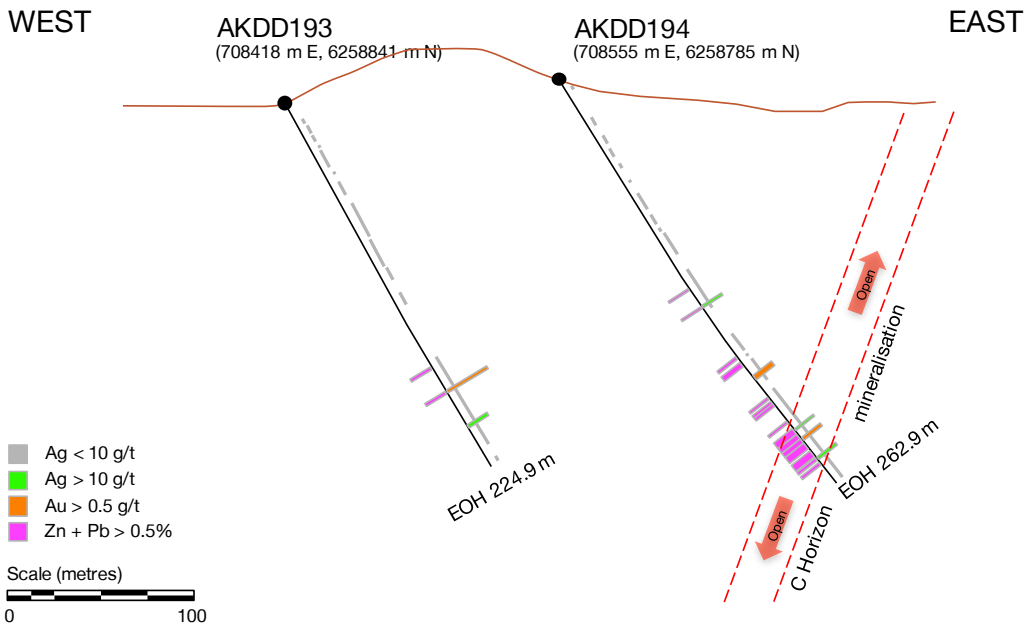 WEST
EAST
AKDD193
(708418 m E, 6258841 m N)
AKDD194
(708555 m E, 6258785 m N)
Open
mineralisation
EOH 224.9 m
EOH 262.9 m
Open
C Horizon
Ag < 10 g/t
Ag > 10 g/t
Au > 0.5 g/t
Zn + Pb > 0.5%
Scale (metres)
0 100